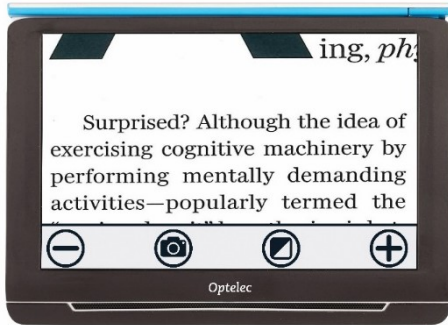 ing, ph
Surprised? Although the idea of
exercising cognitive machinery by
performing mentally demanding
activities—popularly termed the
Optelec